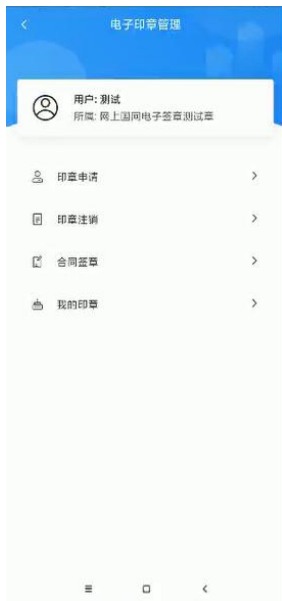 电子印章管理
用户: 测试
所属: 网上国网电子签章测试章
印章申请
印章注销
合同签章
我的印章